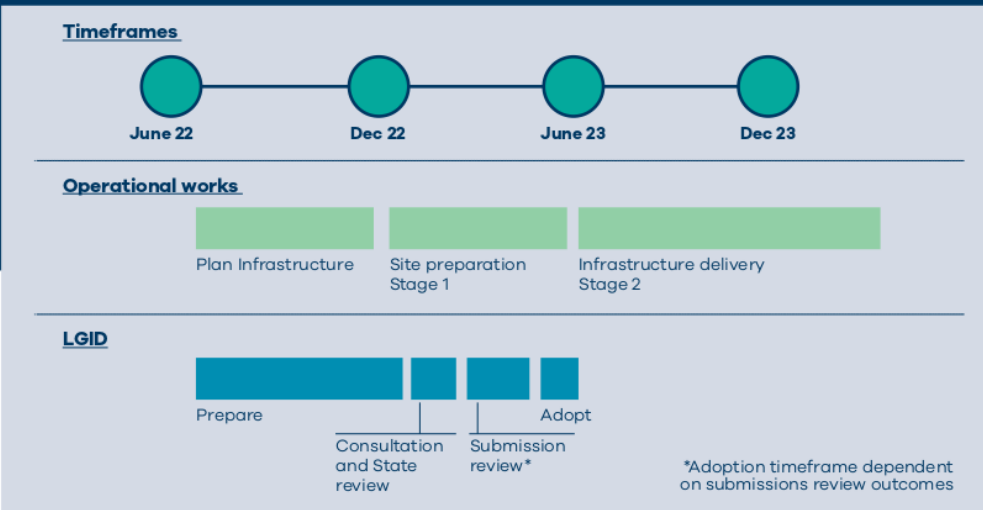 Timeframes
June 22
Dec 22
June 23
Dec 23
Operational works
Plan Infrastructure
Site preparation
Stage 1
Infrastructure delivery
Stage 2
LGID
Prepare
Consultation
and State
review
Submission
review*
Adopt
*Adoption timeframe dependent
on submissions review outcomes